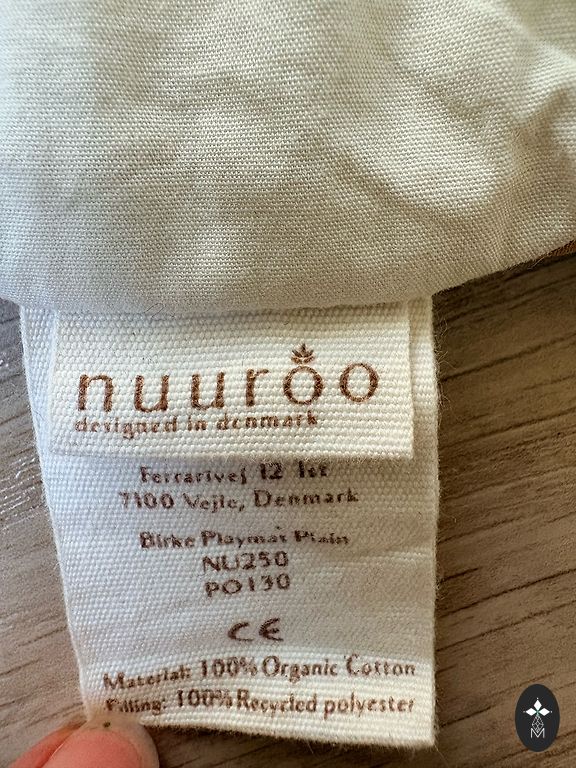 nuuroo
designed in denmark
Ferrarivej 12 1st
7100 Vejle, Denmark
Birke Playmat Plain
NU250
PO130
CE
Material: 100% Organic Cotton
Filling: 100% Recycled polyester